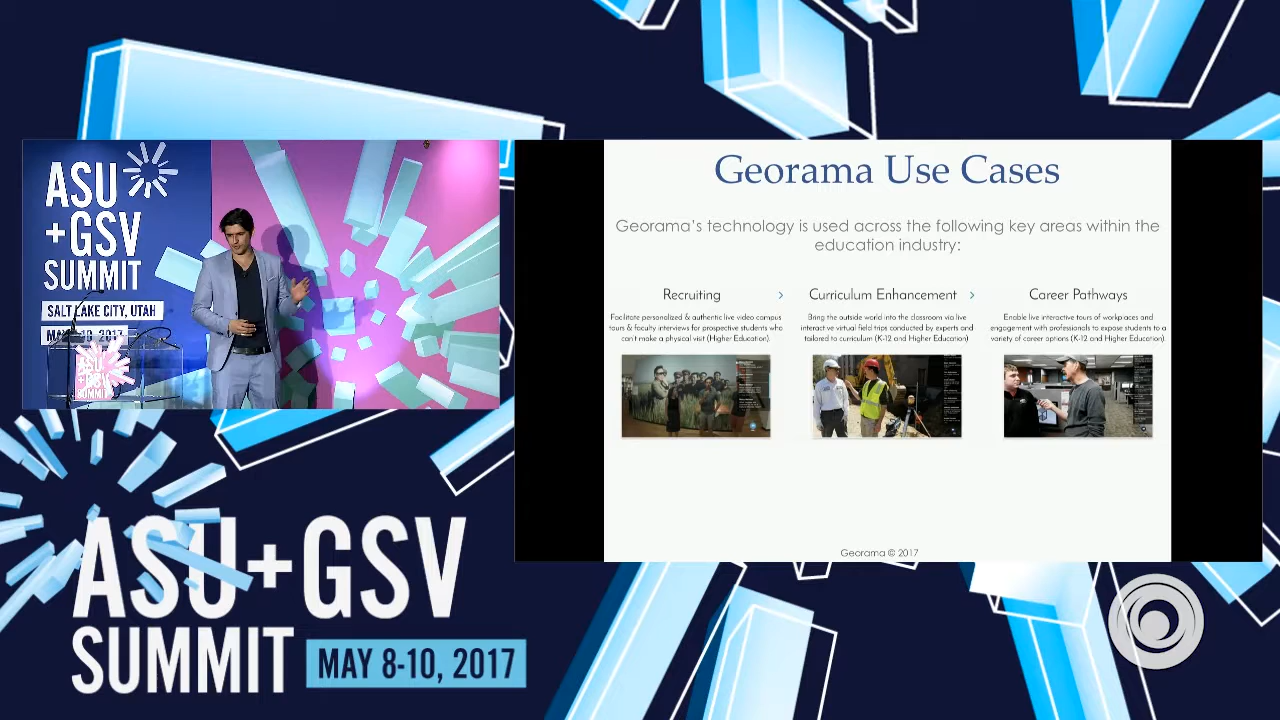 ASU
+GSV
SUMMIT
SALT LAKE CITY, UTAH
MAY 8-10, 2017
Georama Use Cases
Georama's technology is used across the following key areas within the
education industry:
Recruiting
Facilitate personalized & authentic live video campus
tours & faculty interviews for prospective students who
can't make a physical visit (Higher Education).
Curriculum Enhancement
Bring the outside world into the classroom via live
interactive virtual field trips conducted by experts and
tailored to curriculum (K-12 and Higher Education)
Career Pathways
Enable live interactive tours of workplaces and
engagement with professionals to expose students to a
variety of career options (K-12 and Higher Education)
Georama © 2017
ASU+GSV
SUMMIT
MAY 8-10, 2017